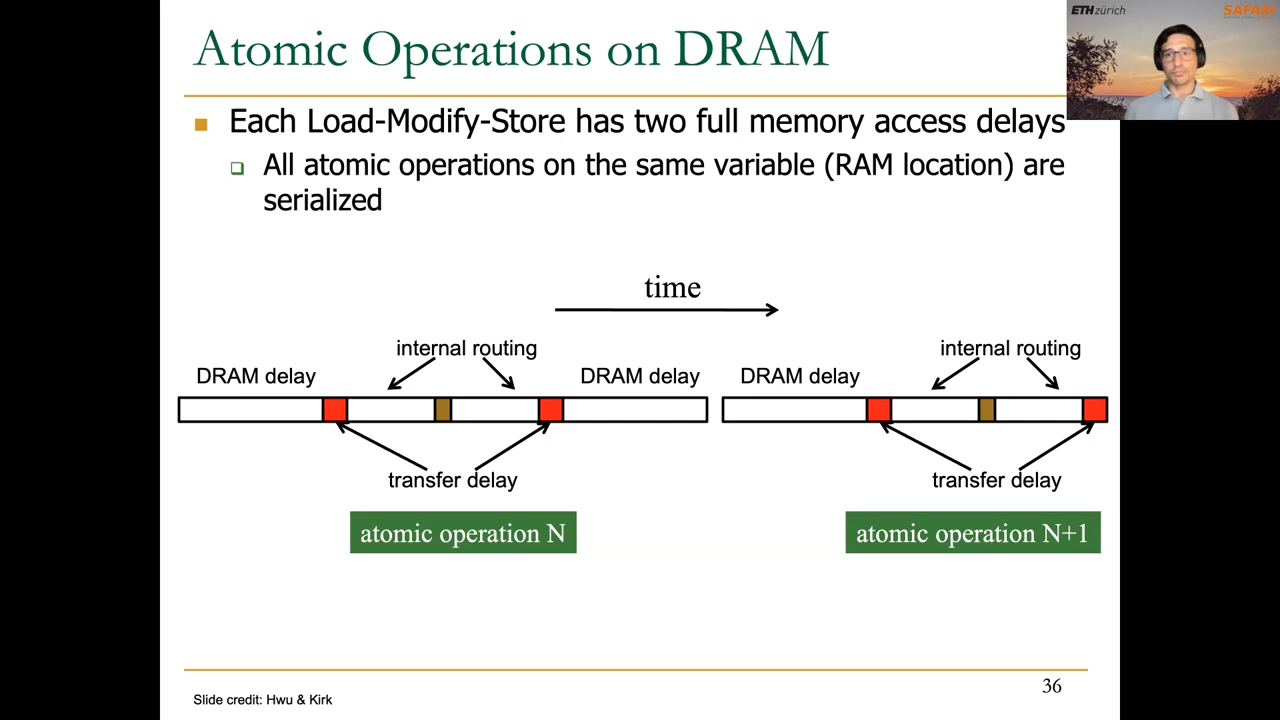 Atomic Operations on DRAM
ETH zürich
SAFARI
Each Load-Modify-Store has two full memory access delays
All atomic operations on the same variable (RAM location) are
serialized
time
internal routing
internal routing
DRAM delay
DRAM delay
DRAM delay
transfer delay
transfer delay
atomic operation N
atomic operation N+1
36
Slide credit: Hwu & Kirk